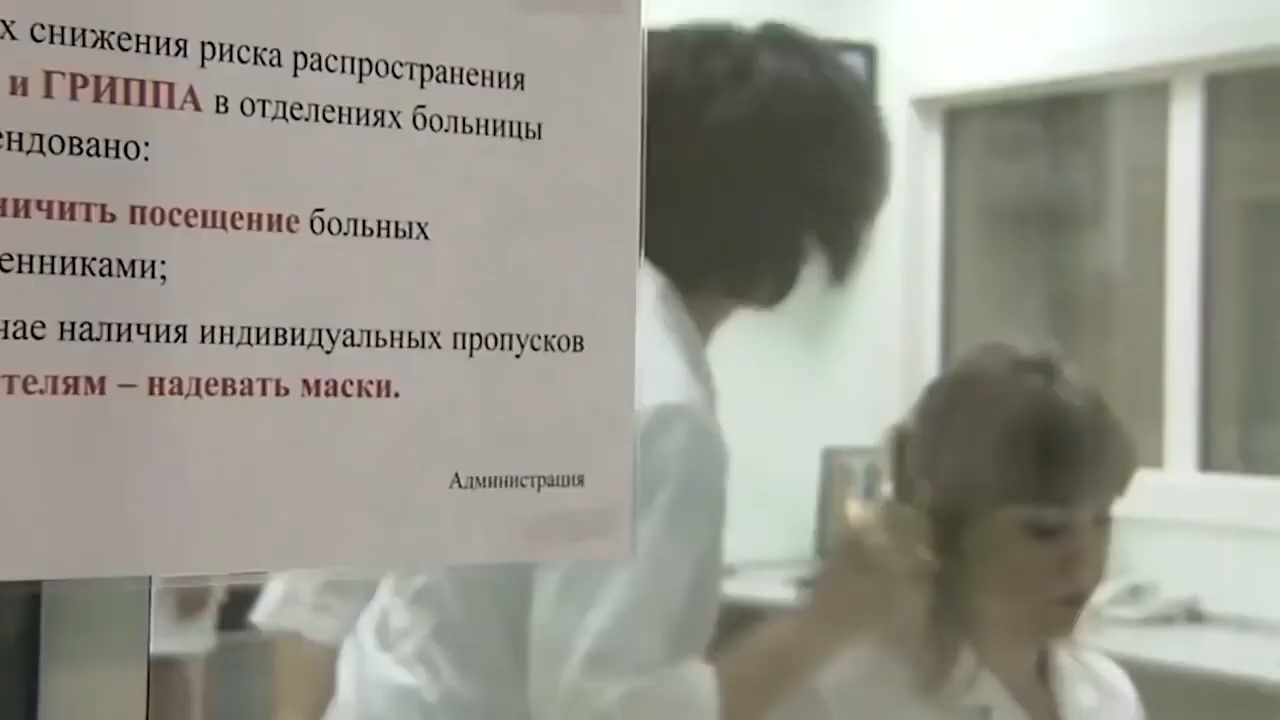 х снижения риска распространения
и ГРИППА в отделениях больницы
ендовано:
ничить посещение больных
енниками;
чае наличия индивидуальных пропусков
телям – надевать маски.
Администрация